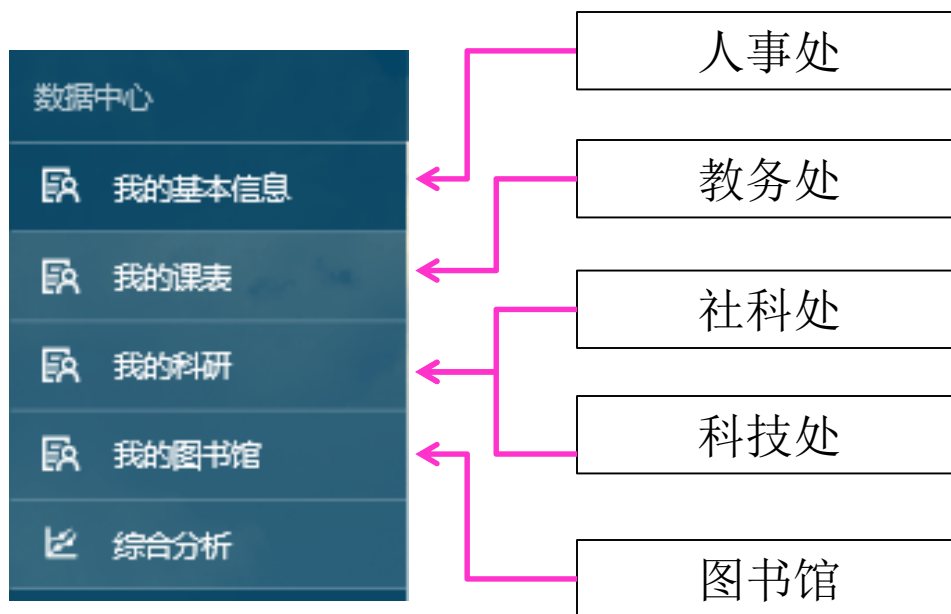 数据中心
我的基本信息
我的课表
我的科研
我的图书馆
综合分析
人事处
教务处
社科处
科技处
图书馆